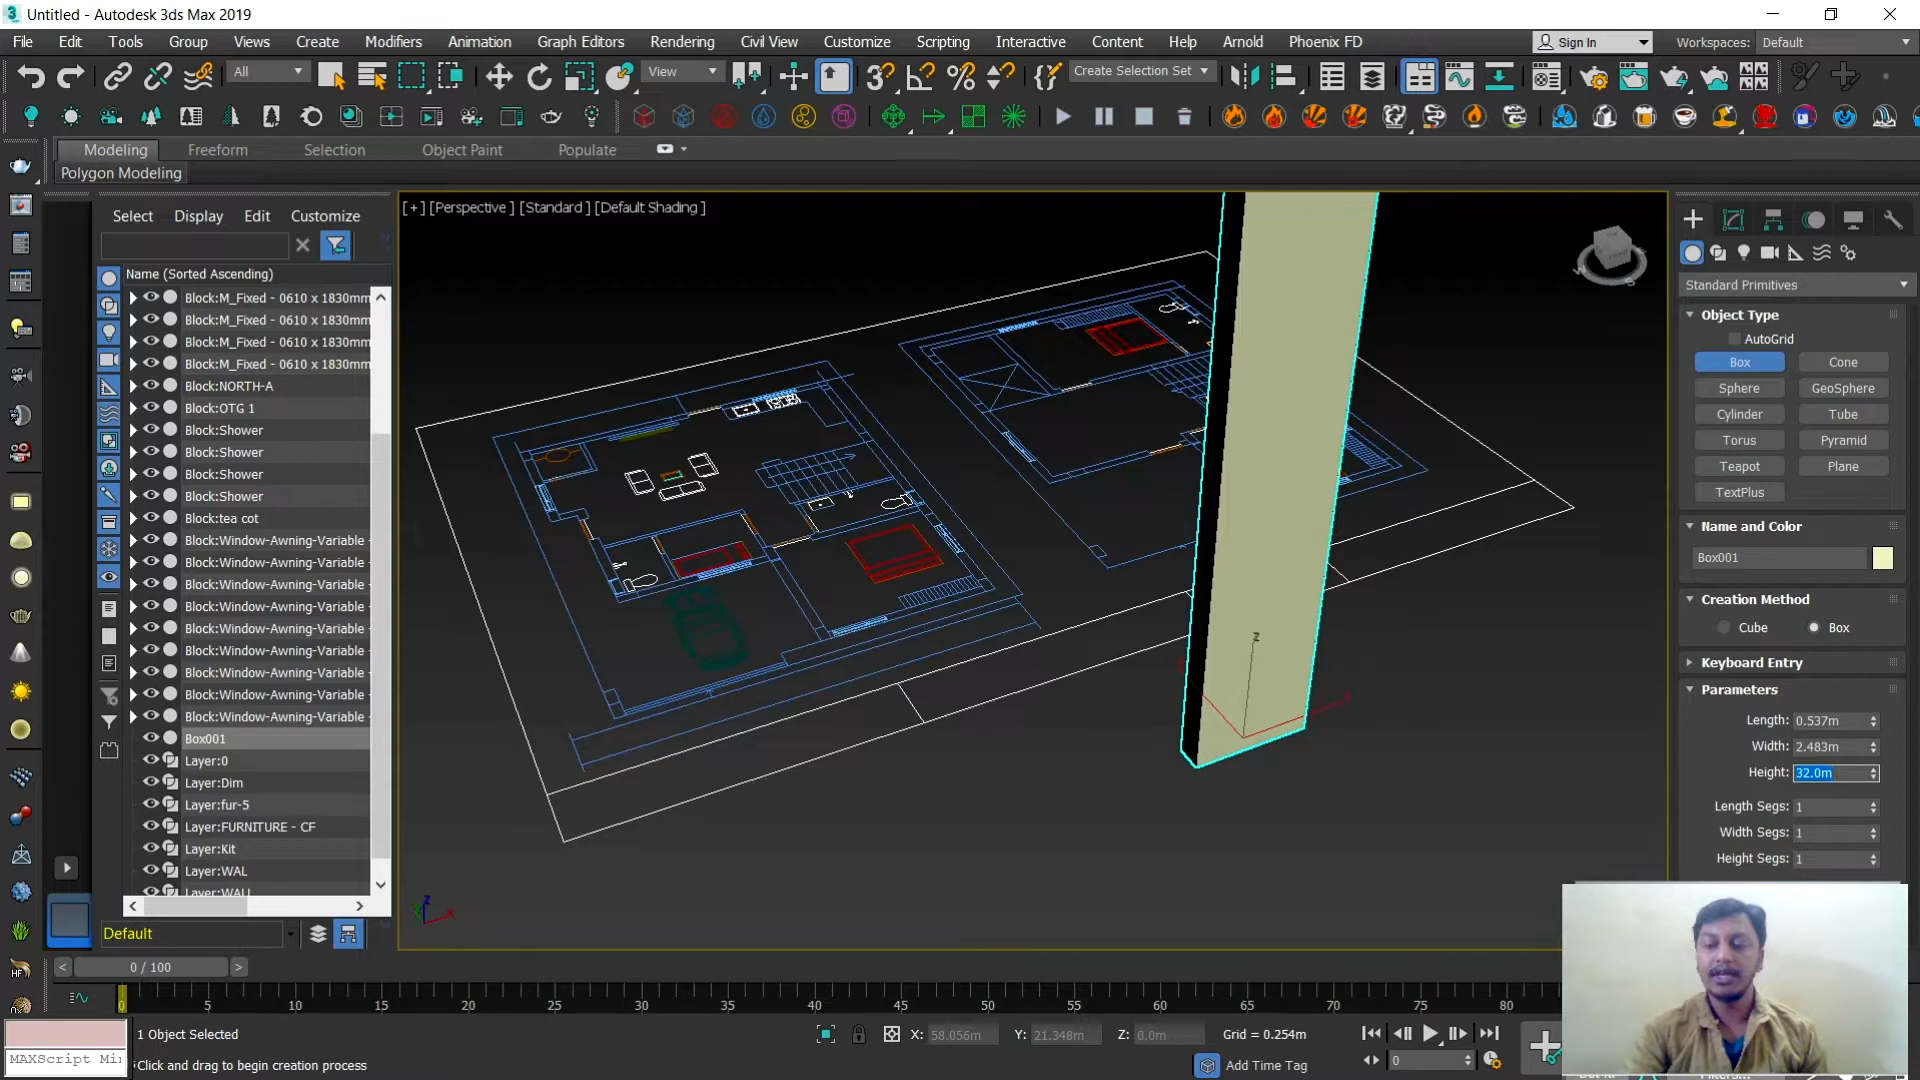 Untitled - Autodesk 3ds Max 2019
File Edit Tools Group Views Create Modifiers Animation Graph Editors Rendering Civil View Customize Scripting Interactive Content Help Arnold Phoenix FD Sign In Workspaces: Default
All View Create Selection Set
Modeling Freeform Selection Object Paint Populate
Polygon Modeling
Select Display Edit Customize
Name (Sorted Ascending)
Block:M_Fixed - 0610 x 1830mm
Block:M_Fixed - 0610 x 1830mm
Block:M_Fixed - 0610 x 1830mm
Block:M_Fixed - 0610 x 1830mm
Block:NORTH-A
Block:OTG 1
Block:Shower
Block:Shower
Block:Shower
Block:Shower
Block:tea cot
Block:Window-Awning-Variable -
Block:Window-Awning-Variable -
Block:Window-Awning-Variable -
Block:Window-Awning-Variable -
Block:Window-Awning-Variable -
Block:Window-Awning-Variable -
Block:Window-Awning-Variable -
Block:Window-Awning-Variable -
Block:Window-Awning-Variable -
Box001
Layer:0
Layer:Dim
Layer:fur-5
Layer:FURNITURE - CF
Layer:Kit
Layer:WAL
Layer:WALL
Default
[+] [Perspective ] [Standard ] [Default Shading ]
Z
Z
Standard Primitives
Object Type
AutoGrid
Box Cone
Sphere GeoSphere
Cylinder Tube
Torus Pyramid
Teapot Plane
TextPlus
Name and Color
Box001
Creation Method
Cube Box
Keyboard Entry
Parameters
Length: 0.537m
Width: 2.483m
Height: 32.0m
Length Segs: 1
Width Segs: 1
Height Segs: 1
< 0 / 100 >
0 5 10 15 20 25 30 35 40 45 50 55 60 65 70 75 80
1 Object Selected X: 58.056m Y: 21.348m Z: 0.0m Grid = 0.254m
MAXScript Mi
Click and drag to begin creation process Add Time Tag 0